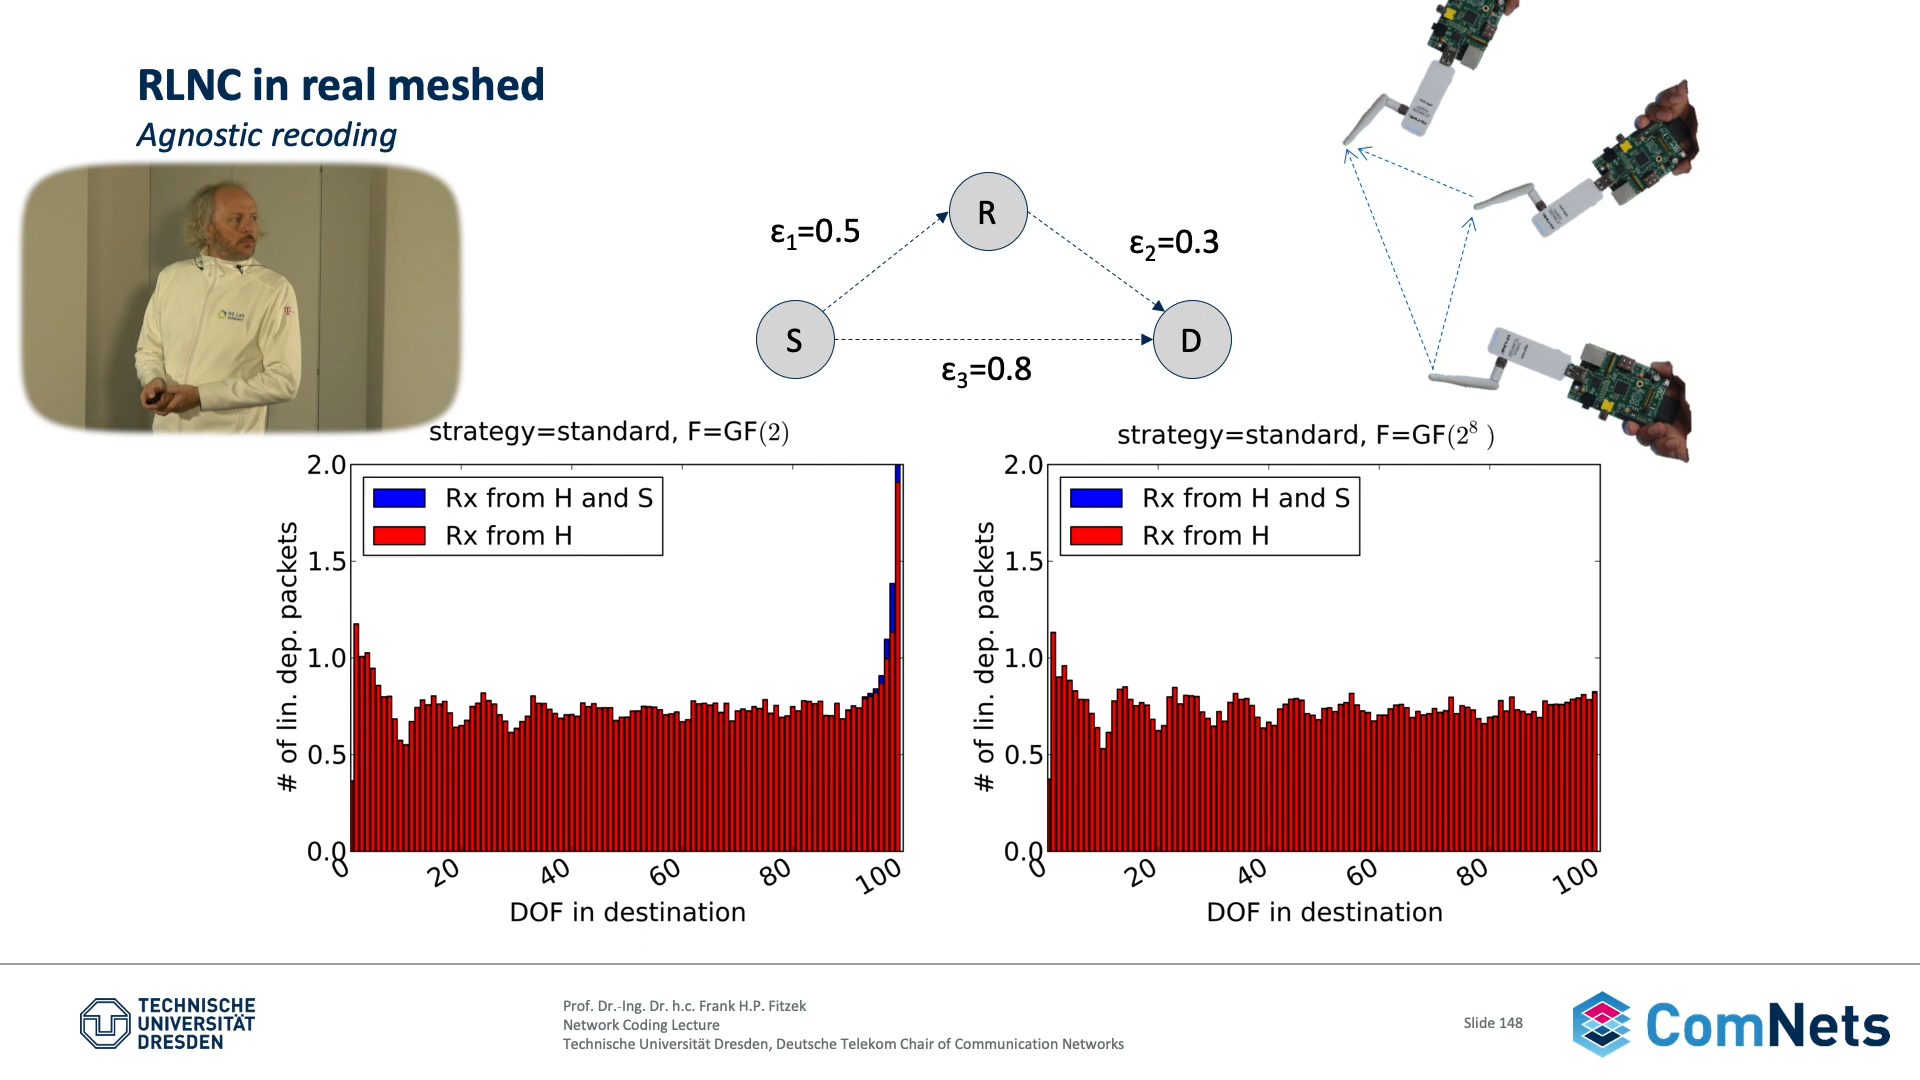 RLNC in real meshed
Agnostic recoding
R
ε1=0.5
ε2=0.3
S
D
ε3=0.8
strategy=standard, F=GF(2)
2.0
1.5
1.0
0.5
0.0
# of lin. dep. packets
Rx from H and S
Rx from H
0 20 40 60 80 100
DOF in destination
strategy=standard, F=GF(2⁸ )
2.0
1.5
1.0
0.5
0.0
# of lin. dep. packets
Rx from H and S
Rx from H
0 20 40 60 80 100
DOF in destination
TECHNISCHE
UNIVERSITÄT
DRESDEN
Prof. Dr.-Ing. Dr. h.c. Frank H.P. Fitzek
Network Coding Lecture
Technische Universität Dresden, Deutsche Telekom Chair of Communication Networks
Slide 148
ComNets